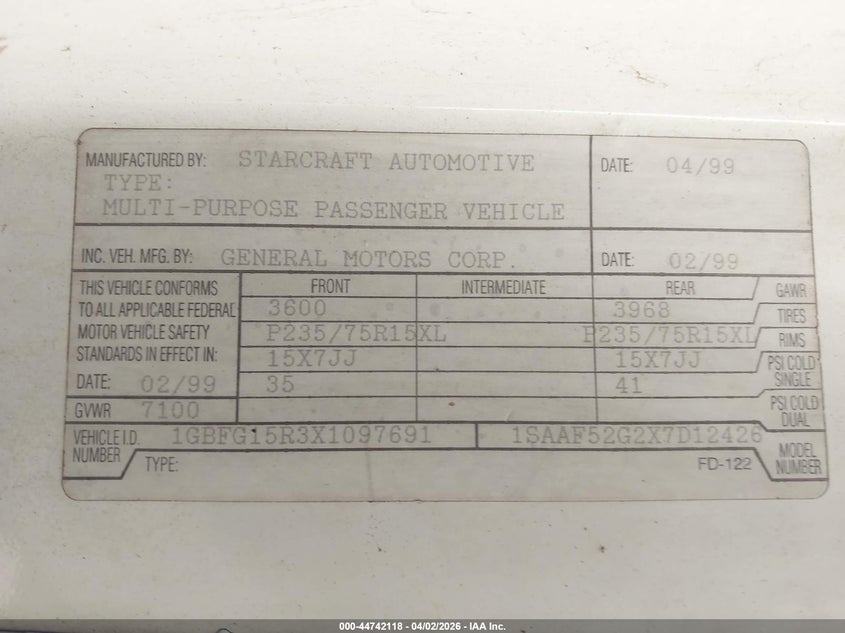 MANUFACTURED BY: STARCRAFT AUTOMOTIVE DATE: 04/99
TYPE:
MULTI-PURPOSE PASSENGER VEHICLE
INC. VEH. MFG. BY: GENERAL MOTORS CORP. DATE: 02/99
THIS VEHICLE CONFORMS FRONT INTERMEDIATE REAR GAWR
TO ALL APPLICABLE FEDERAL 3600 3968 TIRES
MOTOR VEHICLE SAFETY P235/75R15XL P235/75R15XL RIMS
STANDARDS IN EFFECT IN: 15X7JJ 15X7JJ PSI COLD
SINGLE
DATE: 02/99 35 41
GVWR 7100 PSI COLD
DUAL
VEHICLE I.D. 1GBFG15R3X1097691 1SAAF52G2X7D12426
NUMBER TYPE: FD-122 MODEL
NUMBER
000-44742118 - 04/02/2026 - IAA Inc.